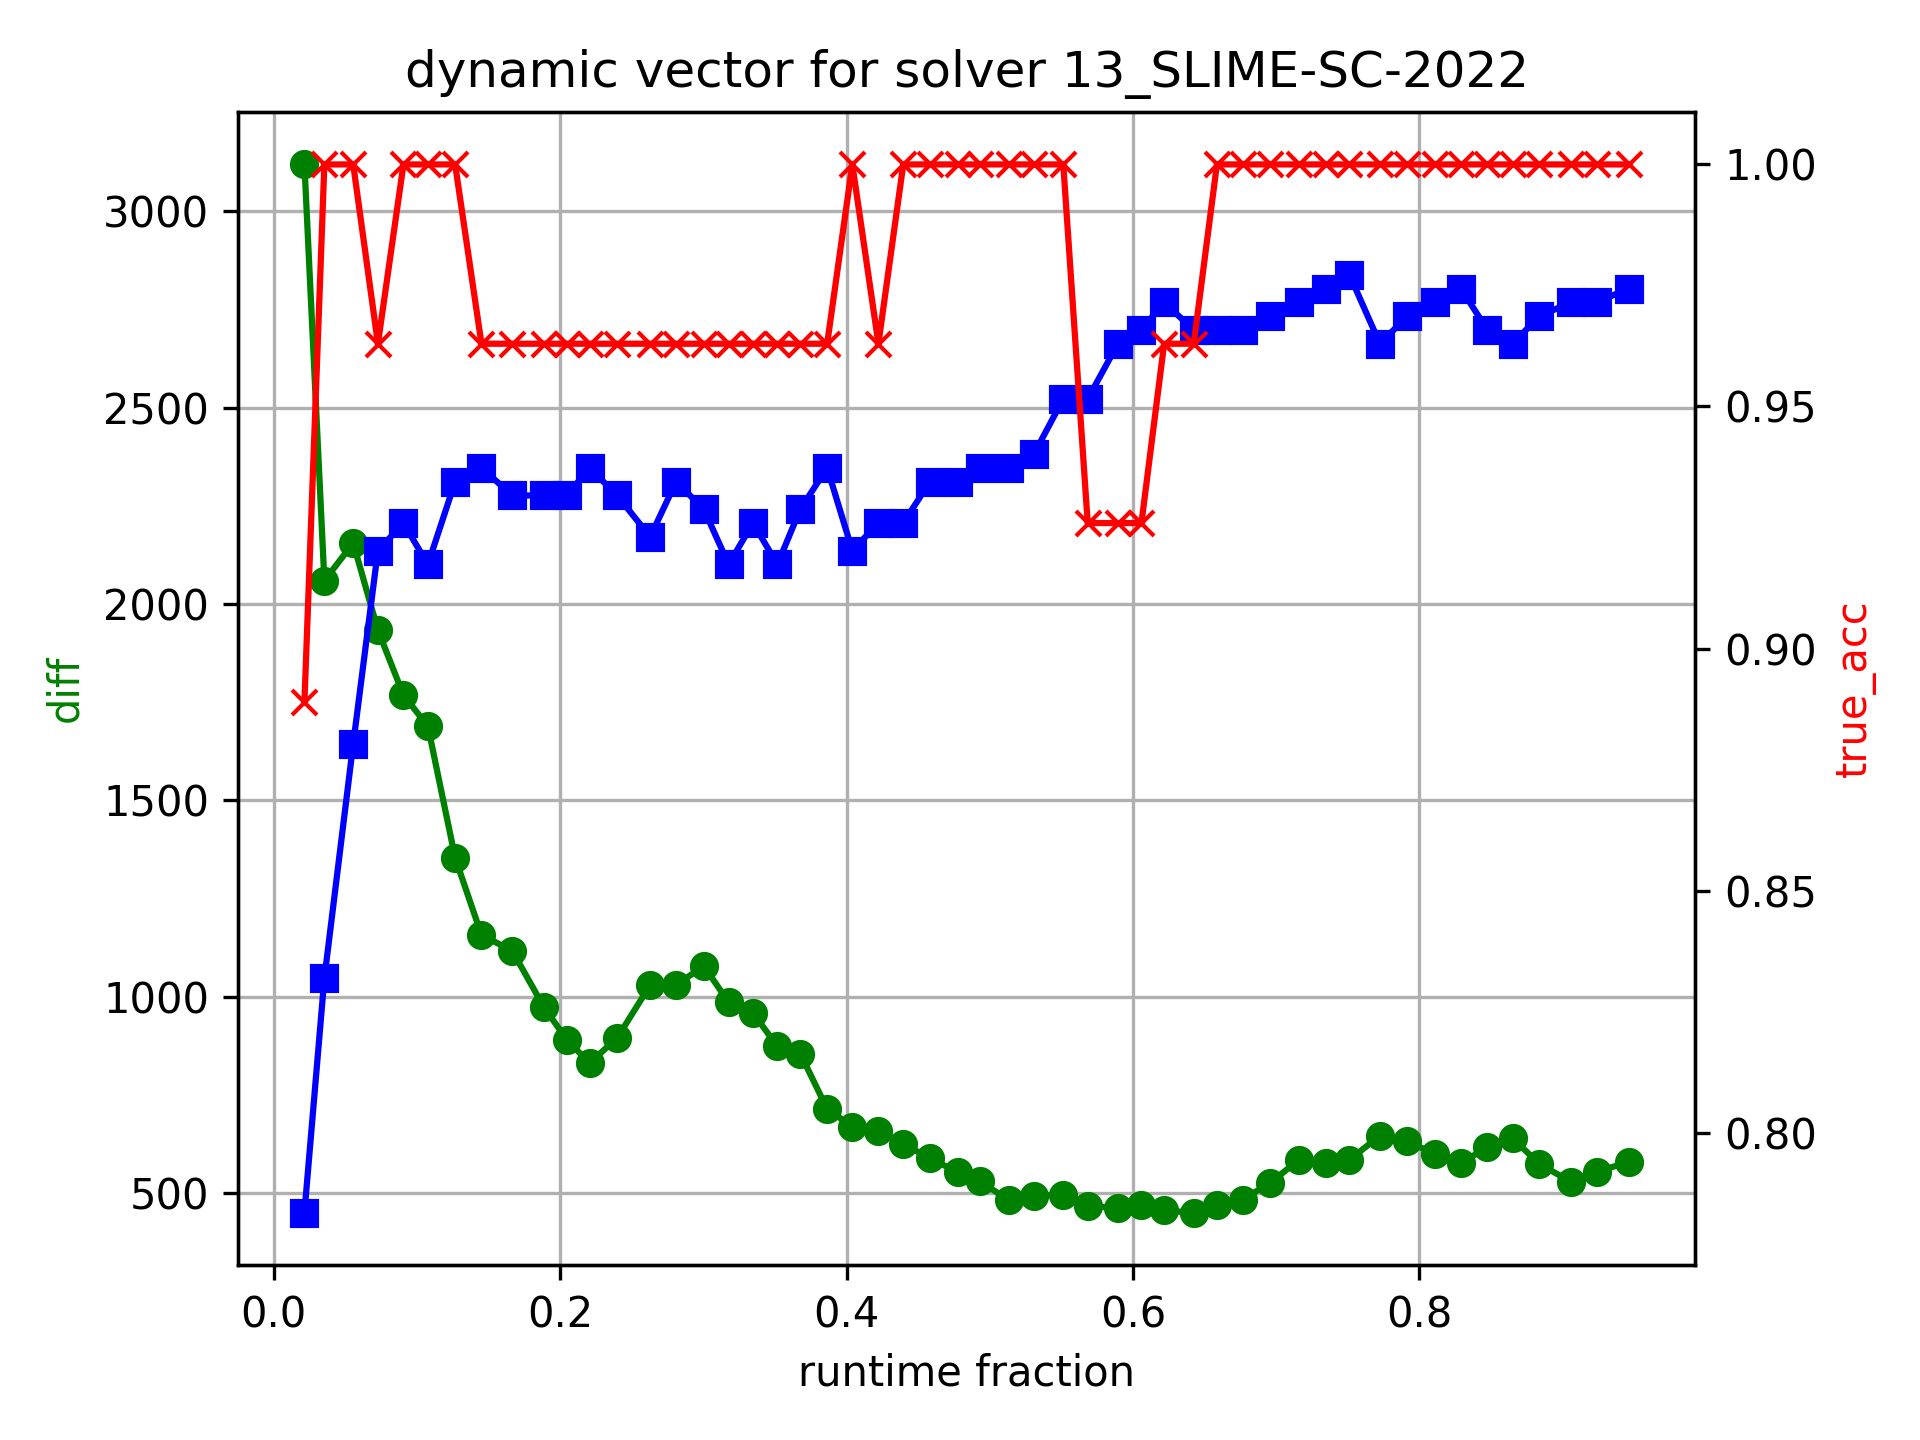 dynamic vector for solver 13_SLIME-SC-2022
3000
2500
2000
1500
1000
500
diff
1.00
0.95
0.90
0.85
0.80
true_acc
0.0 0.2 0.4 0.6 0.8
runtime fraction